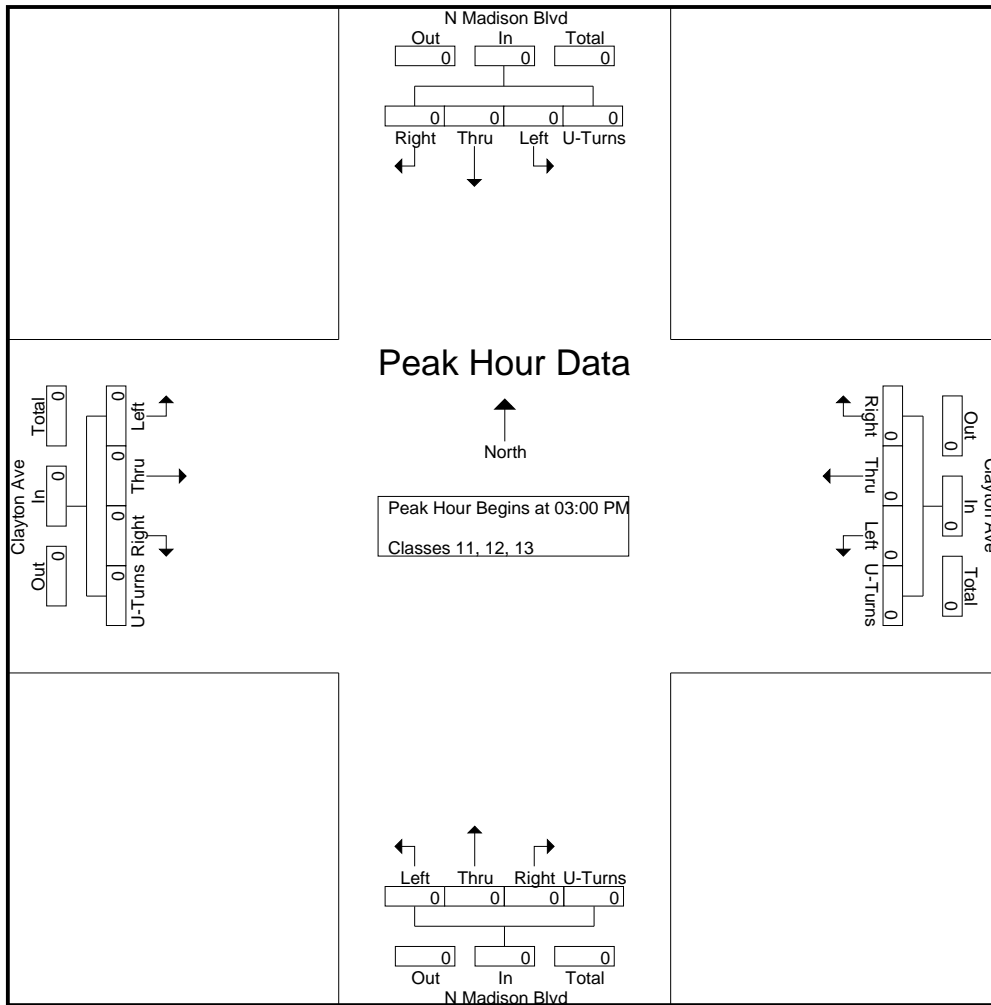 N Madison Blvd
Out In Total
0 0 0
0 0 0 0
Right Thru Left U-Turns
Peak Hour Data
North
Peak Hour Begins at 03:00 PM
Classes 11, 12, 13
Clayton Ave
Total In Out
0 0 0
0 0 0 0
Left Thru Right U-Turns
Right Thru Left U-Turns
0 0 0 0
Out In Total
0 0 0
Clayton Ave
Left Thru Right U-Turns
0 0 0 0
0 0 0
Out In Total
N Madison Blvd